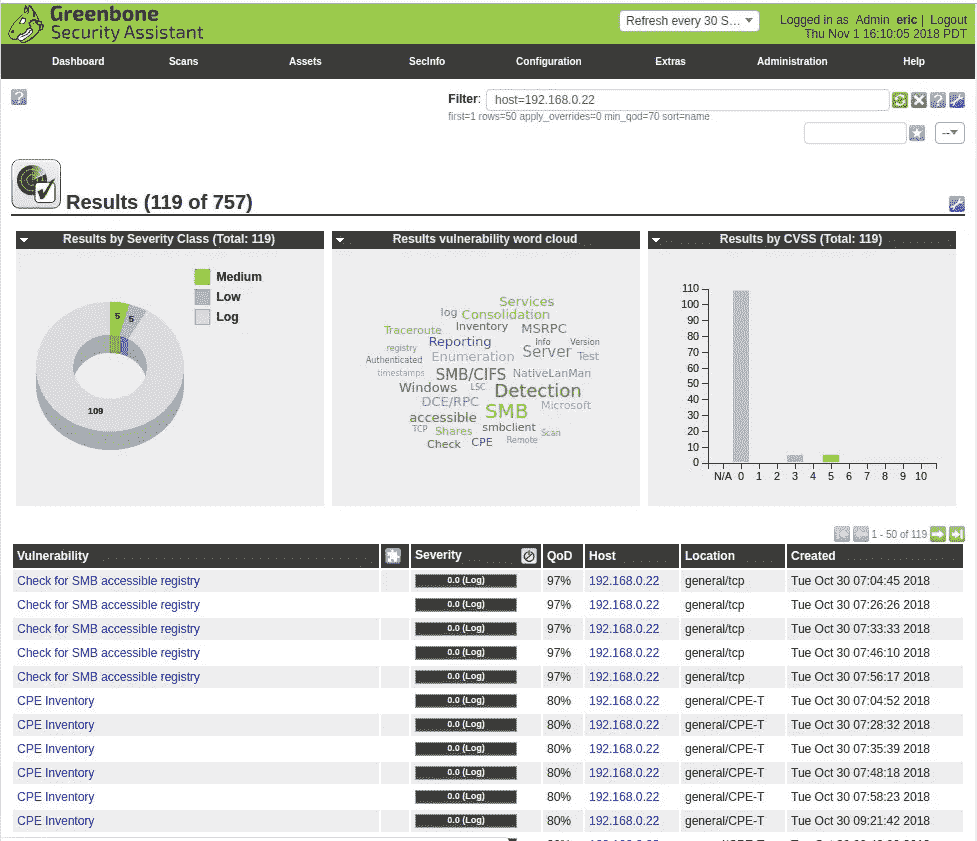 Greenbone
Security Assistant
Refresh every 30 S...
Logged in as Admin eric | Logout
Thu Nov 1 16:10:05 2018 PDT
Dashboard Scans Assets SecInfo Configuration Extras Administration Help
Filter: host=192.168.0.22
first=1 rows=50 apply_overrides=0 min_qod=70 sort=name
--
Results (119 of 757)
Results by Severity Class (Total: 119)
Medium
Low
Log
5 5
109
Results vulnerability word cloud
Services
log Consolidation
Traceroute Inventory MSRPC
Reporting Info Version
registry Server Test
Authenticated Enumeration
timestamps SMB/CIFS NativeLanMan
Windows LSC Detection
DCE/RPC Microsoft
accessible SMB
TCP Shares smbclient Scan
Check CPE Remote
Results by CVSS (Total: 119)
110
100
90
80
70
60
50
40
30
20
10
0
N/A 0 1 2 3 4 5 6 7 8 9 10
1 - 50 of 119
Vulnerability Severity QoD Host Location Created
Check for SMB accessible registry 0.0 (Log) 97% 192.168.0.22 general/tcp Tue Oct 30 07:04:45 2018
Check for SMB accessible registry 0.0 (Log) 97% 192.168.0.22 general/tcp Tue Oct 30 07:26:26 2018
Check for SMB accessible registry 0.0 (Log) 97% 192.168.0.22 general/tcp Tue Oct 30 07:33:33 2018
Check for SMB accessible registry 0.0 (Log) 97% 192.168.0.22 general/tcp Tue Oct 30 07:46:10 2018
Check for SMB accessible registry 0.0 (Log) 97% 192.168.0.22 general/tcp Tue Oct 30 07:56:17 2018
CPE Inventory 0.0 (Log) 80% 192.168.0.22 general/CPE-T Tue Oct 30 07:04:52 2018
CPE Inventory 0.0 (Log) 80% 192.168.0.22 general/CPE-T Tue Oct 30 07:28:32 2018
CPE Inventory 0.0 (Log) 80% 192.168.0.22 general/CPE-T Tue Oct 30 07:35:39 2018
CPE Inventory 0.0 (Log) 80% 192.168.0.22 general/CPE-T Tue Oct 30 07:48:18 2018
CPE Inventory 0.0 (Log) 80% 192.168.0.22 general/CPE-T Tue Oct 30 07:58:23 2018
CPE Inventory 0.0 (Log) 80% 192.168.0.22 general/CPE-T Tue Oct 30 09:21:42 2018